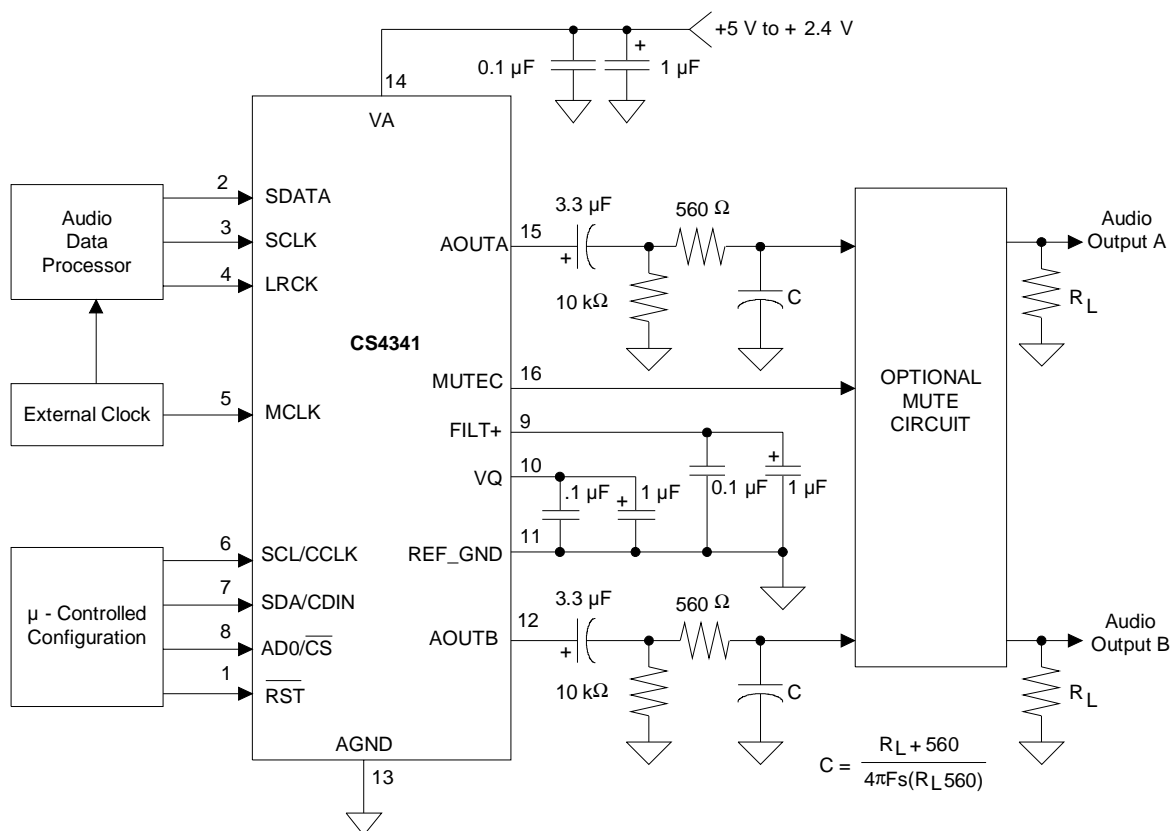 +5 V to + 2.4 V
0.1 µF
+
1 µF
14
VA
Audio
Data
Processor
2
SDATA
3
SCLK
4
LRCK
External Clock
5
MCLK
CS4341
µ - Controlled
Configuration
6
SCL/CCLK
7
SDA/CDIN
8
AD0/C̅S̅
1
R̅S̅T̅
AGND
13
AOUTA
15
3.3 µF
+
10 kΩ
560 Ω
C
MUTEC
16
FILT+
9
VQ
10
.1 µF
+
1 µF
0.1 µF
+
1 µF
REF_GND
11
AOUTB
12
3.3 µF
+
10 kΩ
560 Ω
C
OPTIONAL
MUTE
CIRCUIT
Audio
Output A
RL
Audio
Output B
RL
C = RL + 560
4πFs(RL560)